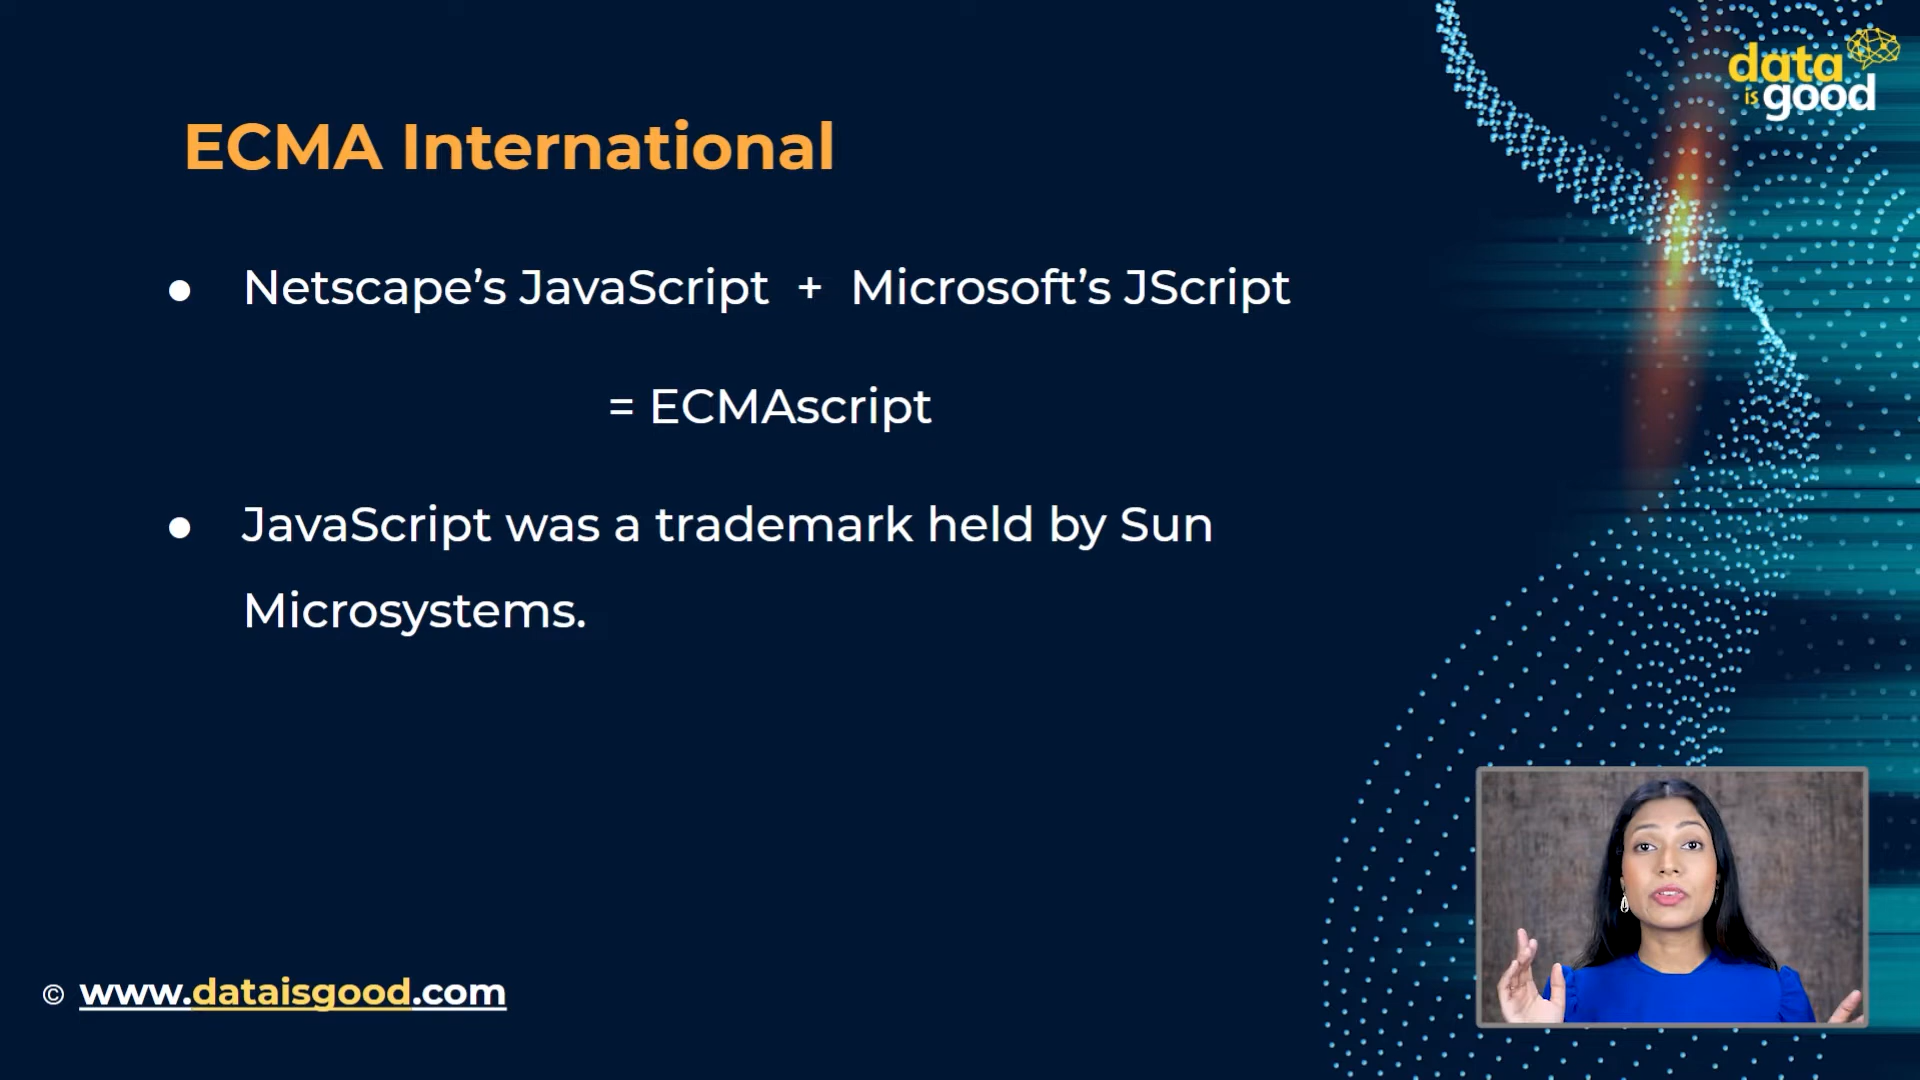 data
is good
ECMA International
● Netscape’s JavaScript + Microsoft’s JScript
= ECMAscript
● JavaScript was a trademark held by Sun
Microsystems.
© www.dataisgood.com